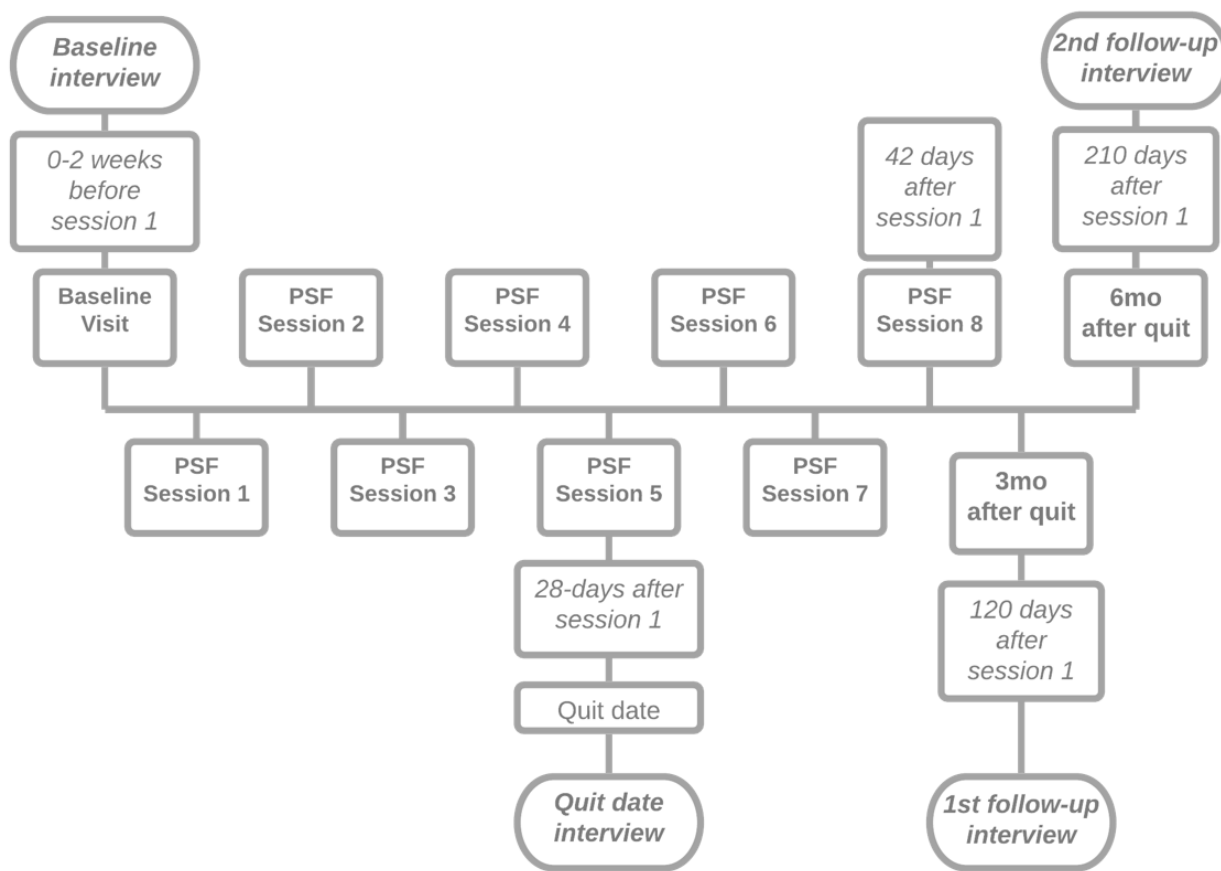 Baseline
interview
0-2 weeks
before
session 1
Baseline
Visit
PSF
Session 1
PSF
Session 2
PSF
Session 3
PSF
Session 4
PSF
Session 5
28-days after
session 1
Quit date
Quit date
interview
PSF
Session 6
PSF
Session 7
42 days
after
session 1
PSF
Session 8
3mo
after quit
120 days
after
session 1
1st follow-up
interview
2nd follow-up
interview
210 days
after
session 1
6mo
after quit